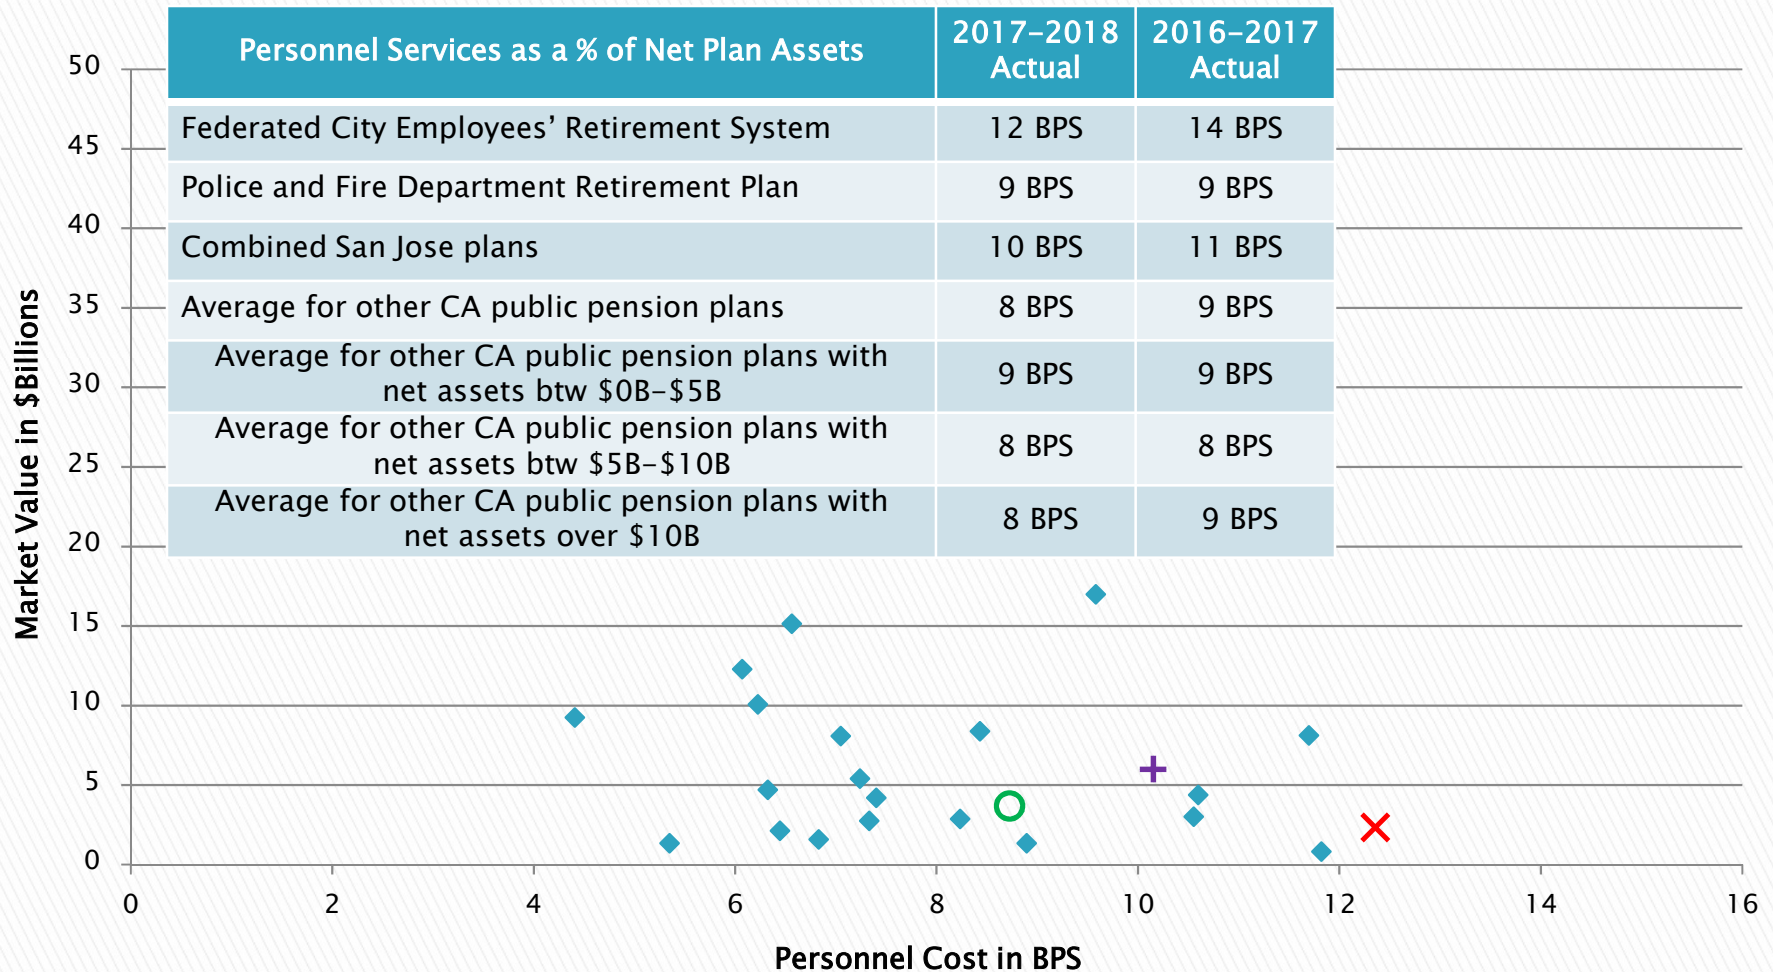 Personnel Services as a % of Net Plan Assets
2017–2018 Actual
2016–2017 Actual
Federated City Employees’ Retirement System
12 BPS
14 BPS
Police and Fire Department Retirement Plan
9 BPS
9 BPS
Combined San Jose plans
10 BPS
11 BPS
Average for other CA public pension plans
8 BPS
9 BPS
Average for other CA public pension plans with
net assets btw $0B–$5B
9 BPS
9 BPS
Average for other CA public pension plans with
net assets btw $5B–$10B
8 BPS
8 BPS
Average for other CA public pension plans with
net assets over $10B
8 BPS
9 BPS
Market Value in $Billions
50
45
40
35
30
25
20
15
10
5
0
0 2 4 6 8 10 12 14 16
Personnel Cost in BPS